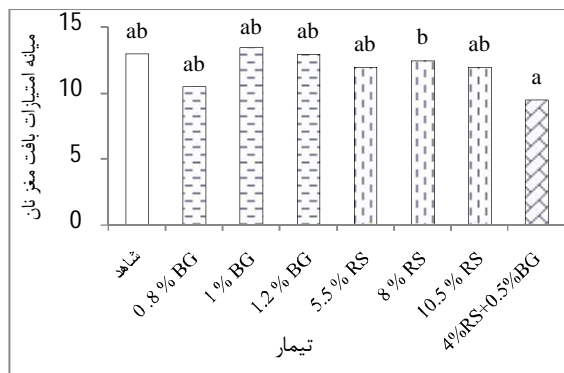 میانه امتیازات بافت مغز نان
15
10
5
0
ab
ab
ab
ab
ab
b
ab
a
شاهد
0 .8 % BG
1 % BG
1.2 % BG
5.5 % RS
8 % RS
10.5 % RS
4%RS+0.5%BG
تیمار